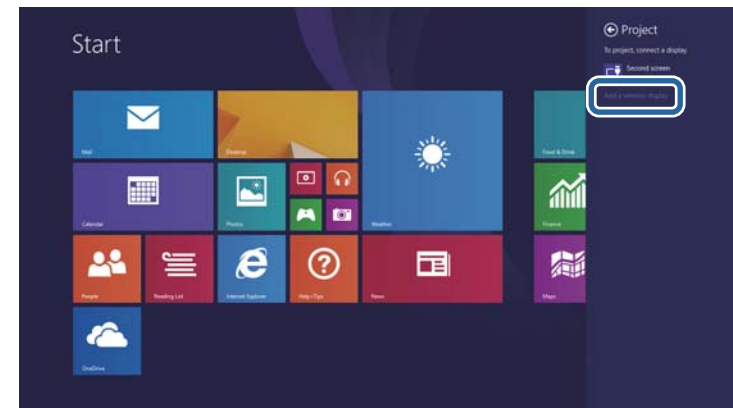 Start
Project
To project, connect a display.
Second screen
Add a wireless display
Mail
Desktop
Weather
Food & Drink
Calendar
Photos
Finance
People
Reading List
Internet Explorer
Help+Tips
News
Maps
OneDrive